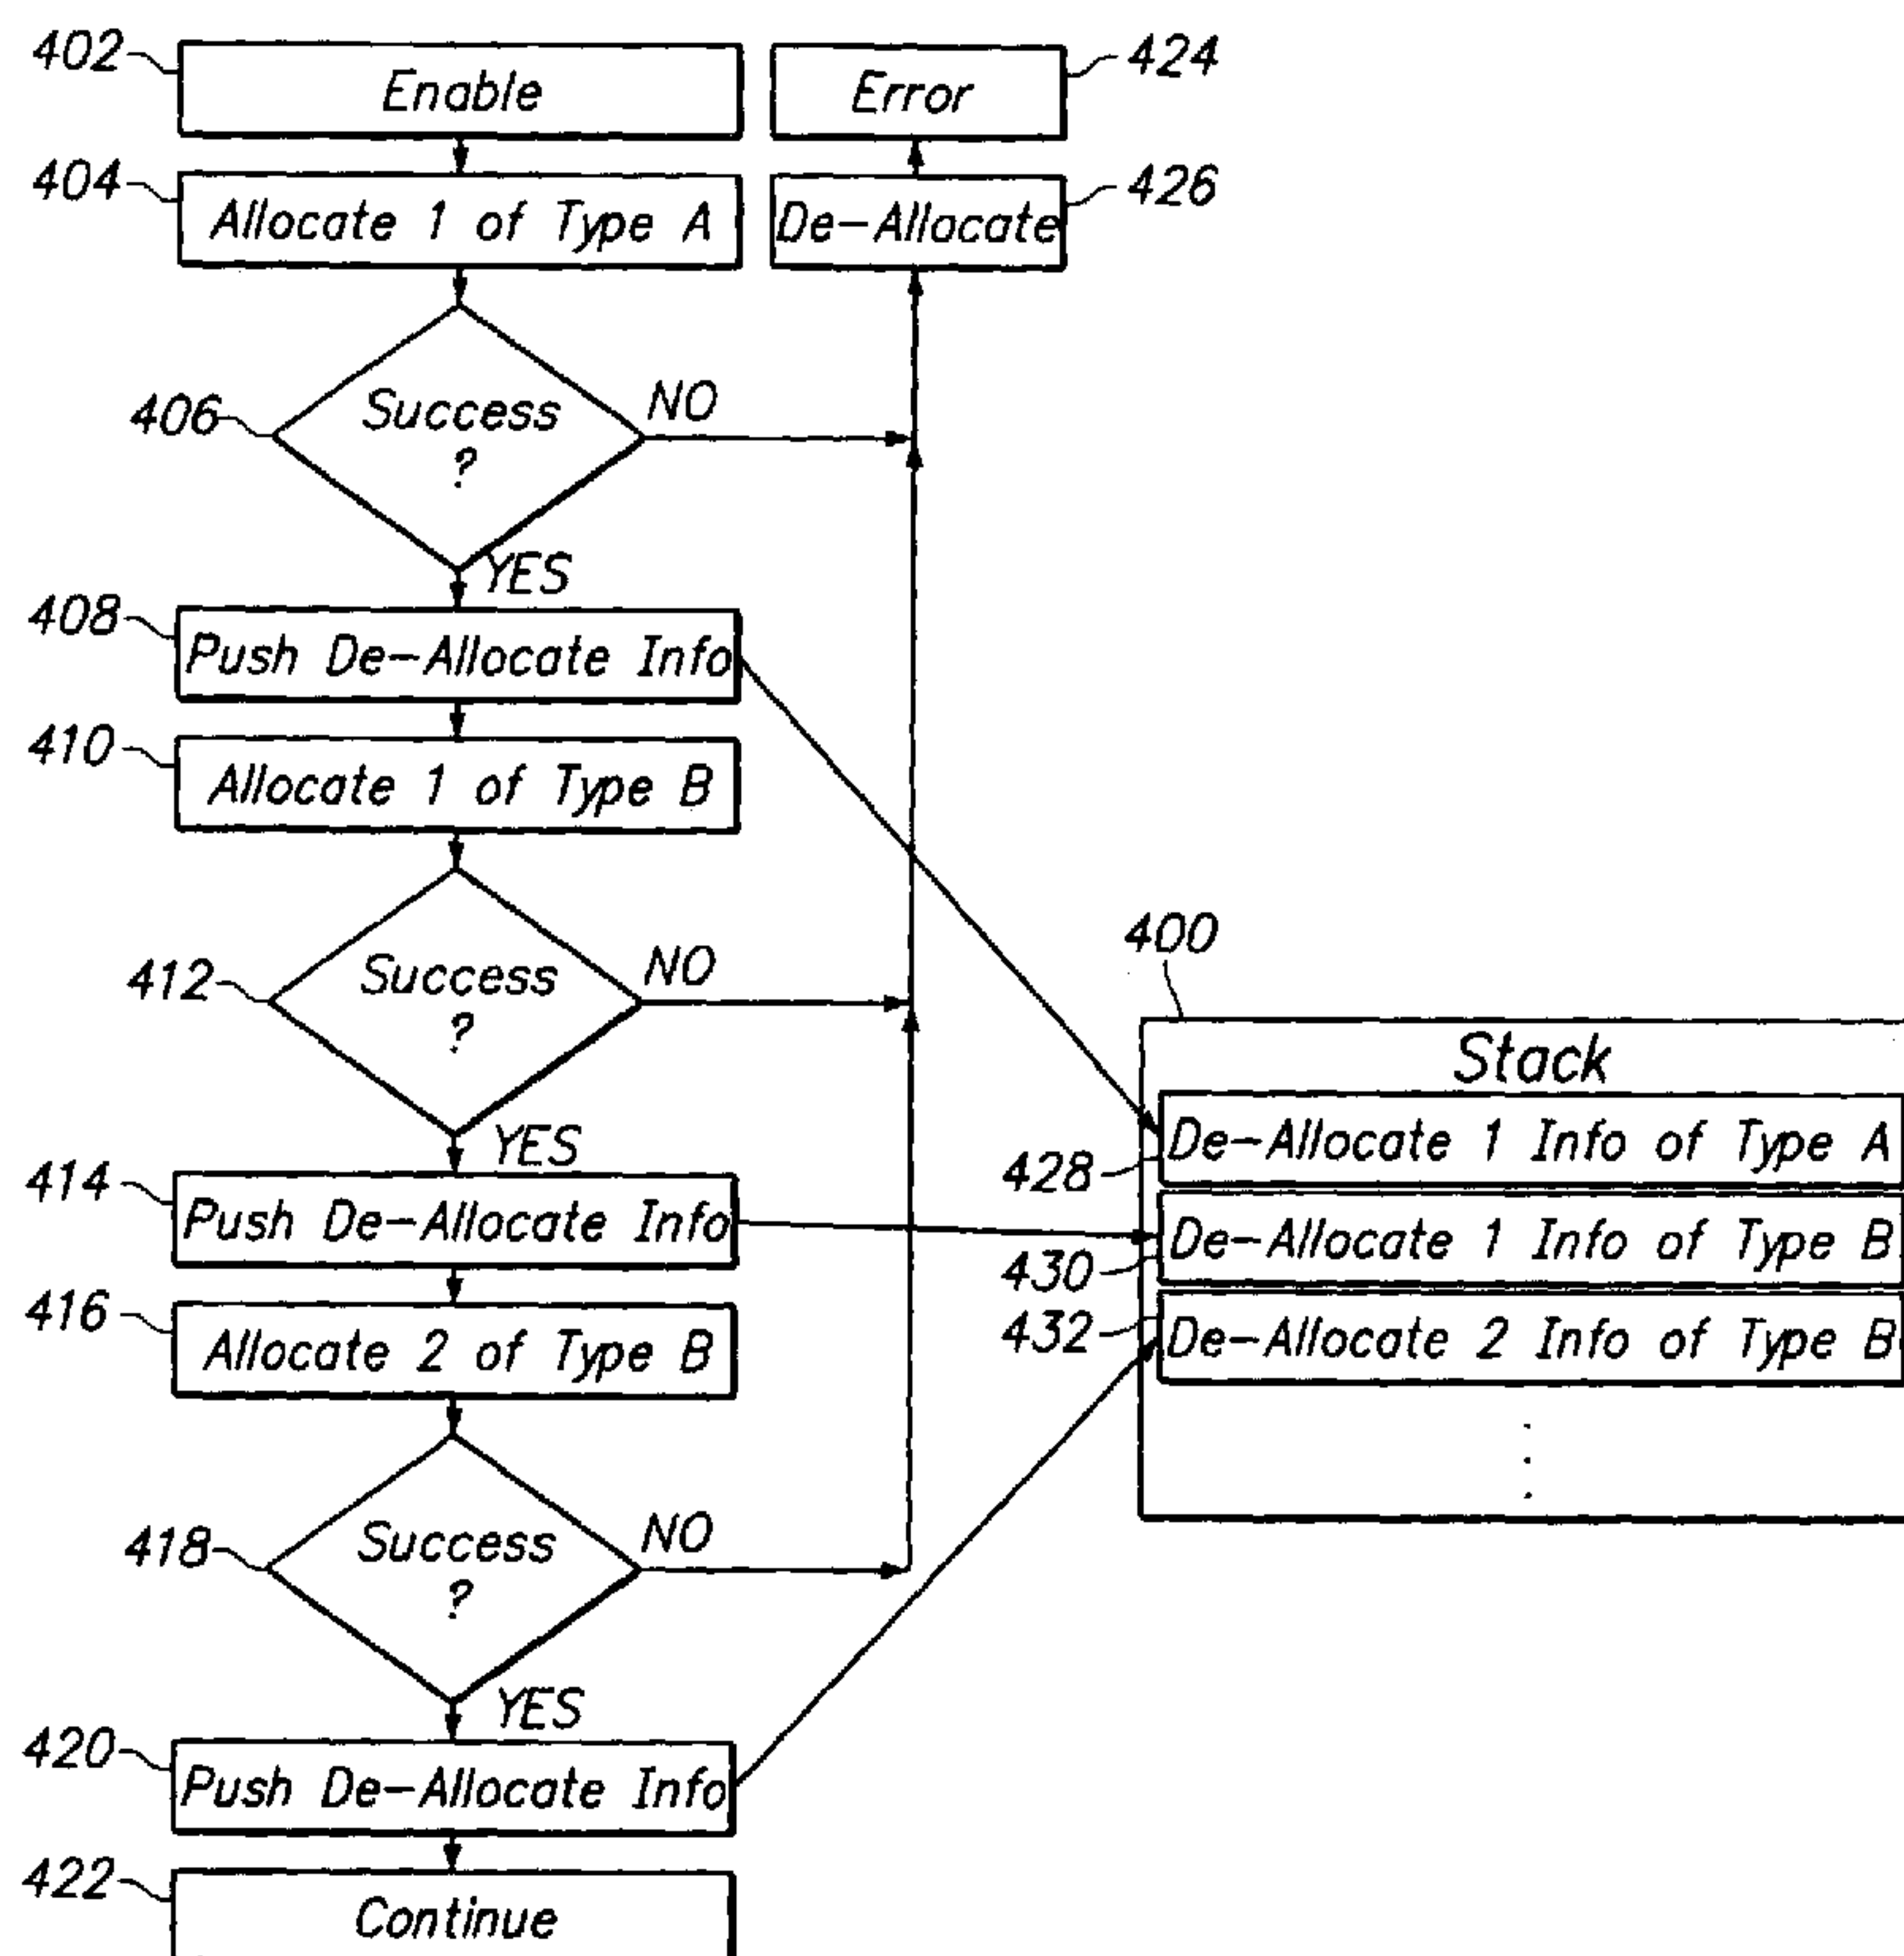 402
Enable
Error
424
404
Allocate 1 of Type A
De-Allocate
426
406
Success
?
NO
YES
408
Push De-Allocate Info
410
Allocate 1 of Type B
412
Success
?
NO
YES
414
Push De-Allocate Info
416
Allocate 2 of Type B
418
Success
?
NO
YES
420
Push De-Allocate Info
422
Continue
400
Stack
De-Allocate 1 Info of Type A
428
De-Allocate 1 Info of Type B
430
432
De-Allocate 2 Info of Type B